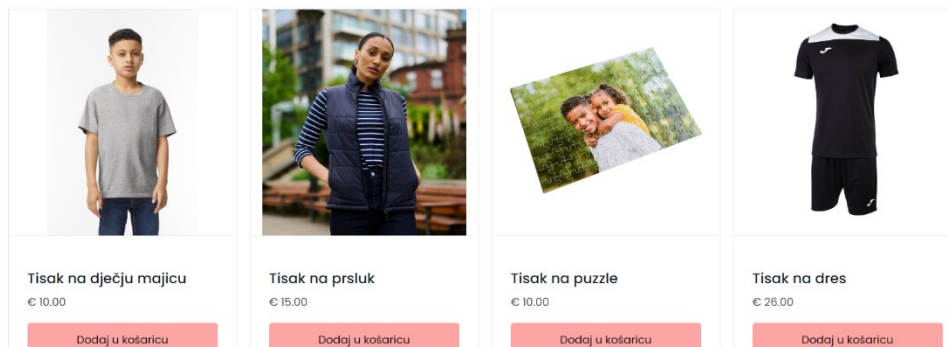 Tisak na dječju majicu
€ 10.00
Dodaj u košaricu
Tisak na prsluk
€ 15.00
Dodaj u košaricu
Tisak na puzzle
€ 10.00
Dodaj u košaricu
Tisak na dres
€ 26.00
Dodaj u košaricu